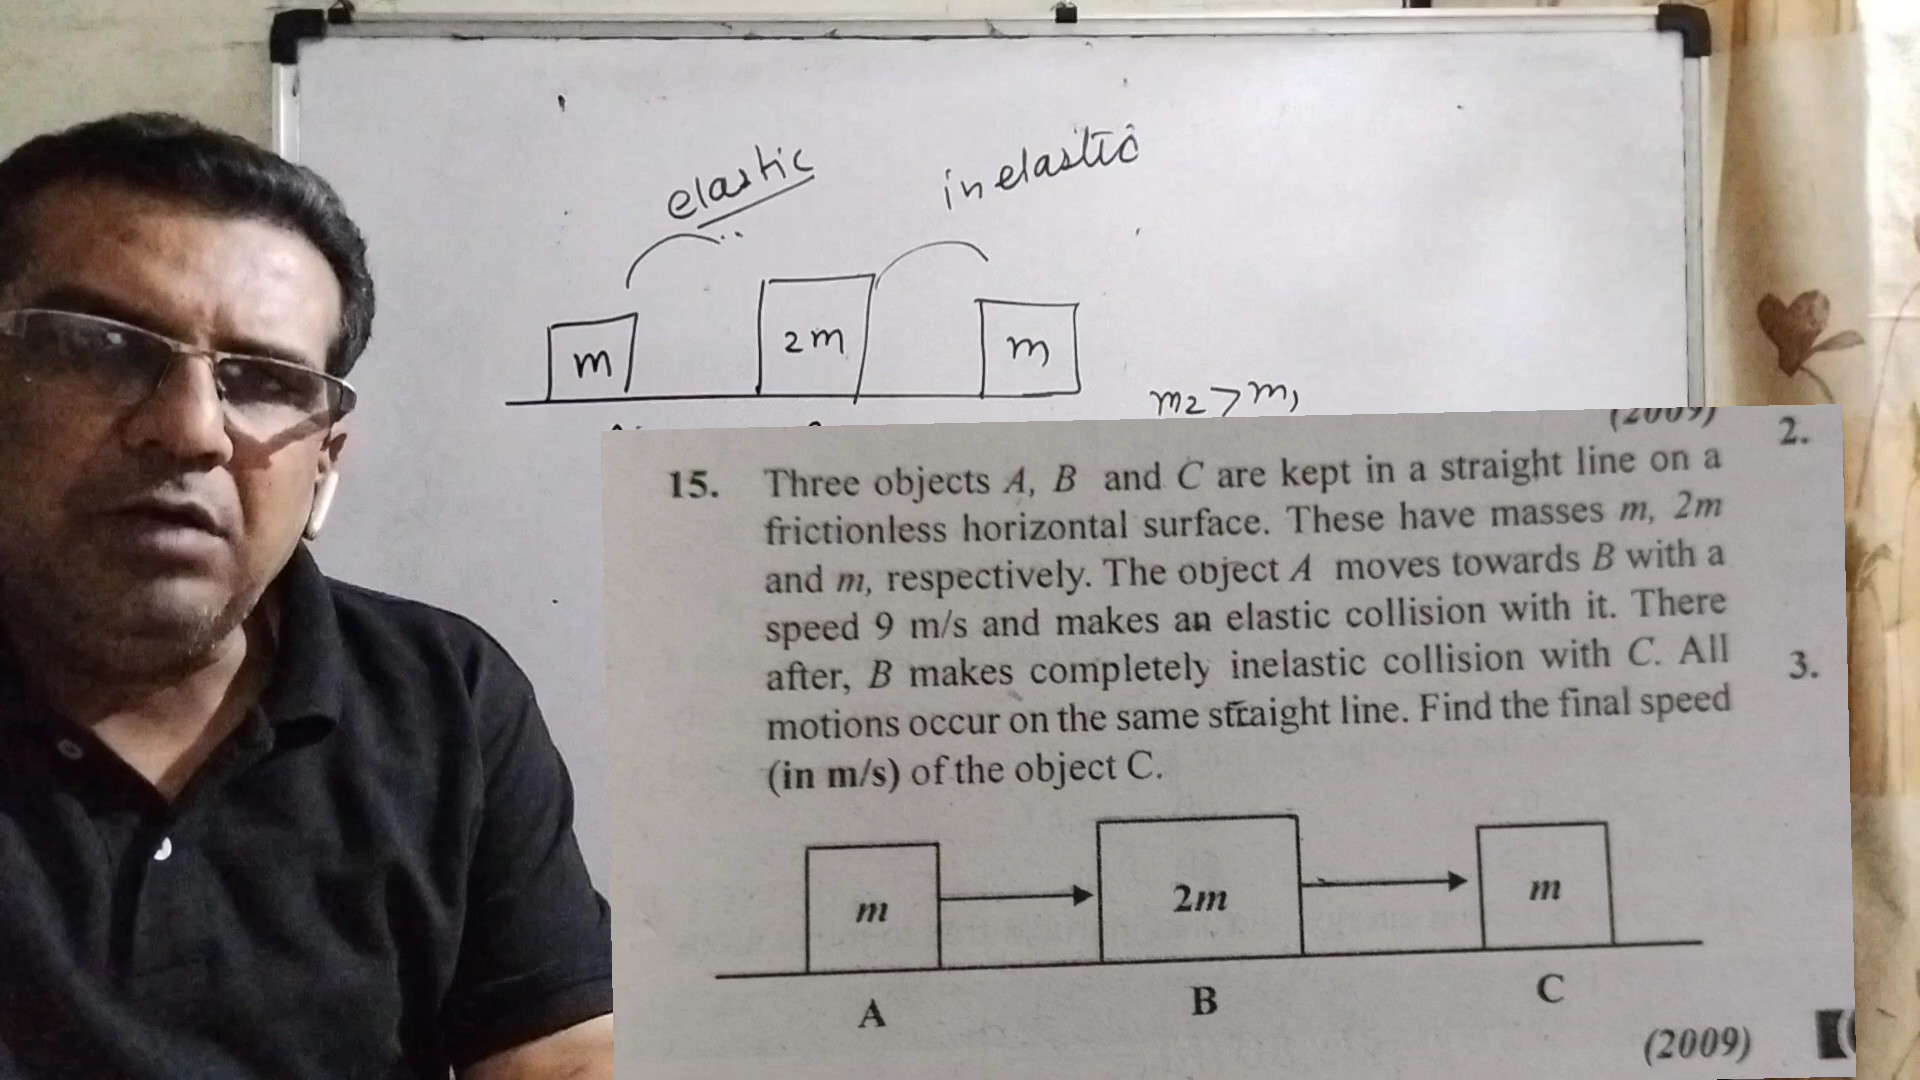 elastic
inelastic
m
2m
m
m2 > m1
(2009)
2.
15. Three objects A, B and C are kept in a straight line on a
frictionless horizontal surface. These have masses m, 2m
and m, respectively. The object A moves towards B with a
speed 9 m/s and makes an elastic collision with it. There
after, B makes completely inelastic collision with C. All
3.
motions occur on the same straight line. Find the final speed
(in m/s) of the object C.
m
2m
m
A
B
C
(2009)